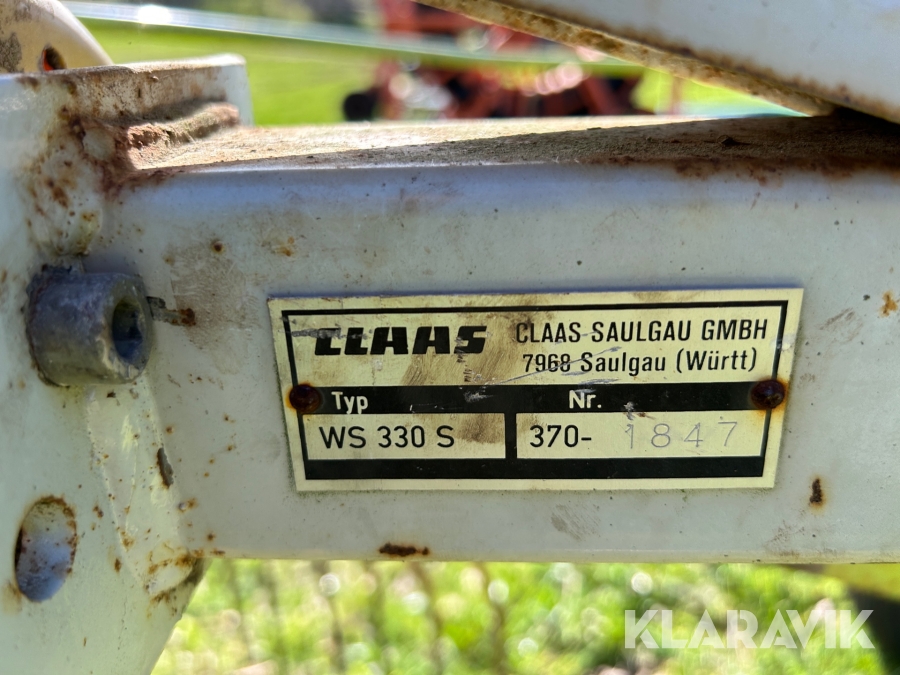 CLAAS
CLAAS SAULGAU GMBH
7968 Saulgau (Württ)
Typ
Nr.
WS 330 S
370- 1847
KLARAVIK